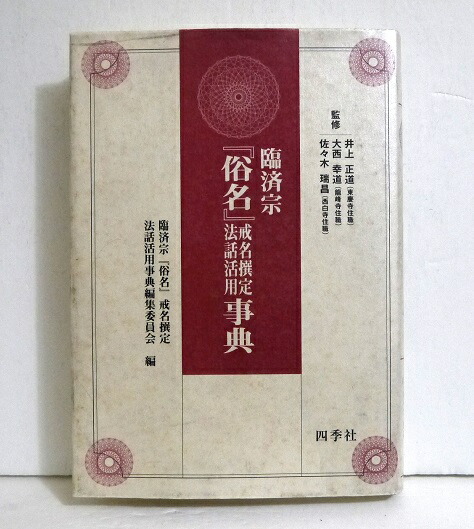 監修
井上 正道(東慶寺住職)
大西 幸道(龍峰寺住職)
佐々木 瑞昌(西白寺住職)
臨済宗
『俗名』
戒名撰定
法話活用
事典
臨済宗『俗名』戒名撰定
法話活用事典編集委員会 編
四季社